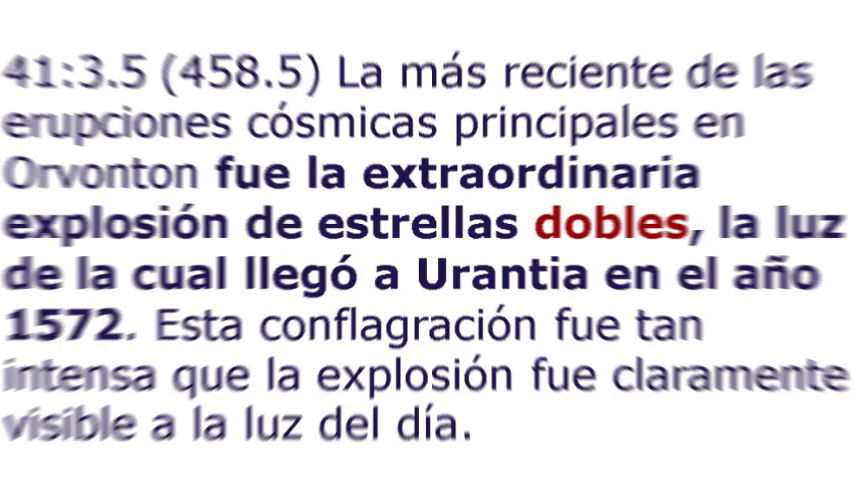 41:3.5 (458.5) La más reciente de las
erupciones cósmicas principales en
Orvonton fue la extraordinaria
explosión de estrellas dobles, la luz
de la cual llegó a Urantia en el año
1572. Esta conflagración fue tan
intensa que la explosión fue claramente
visible a la luz del día.